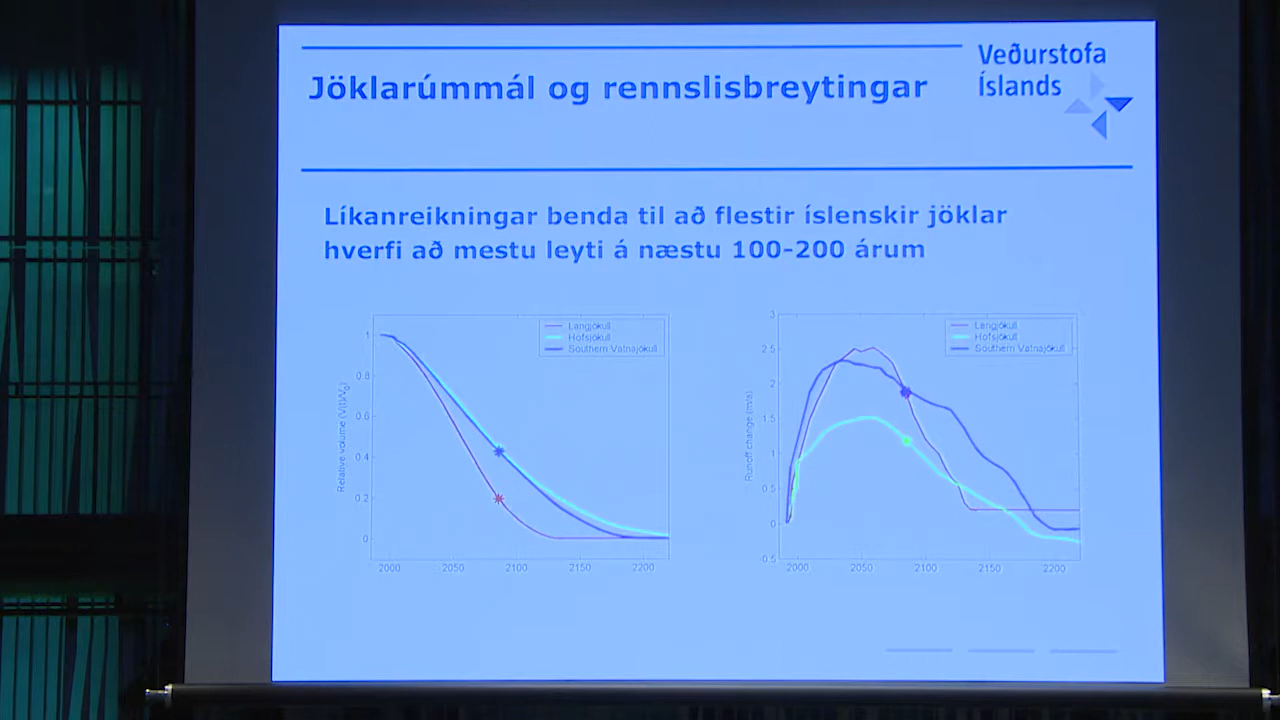 Veðurstofa
Íslands
Jöklarúmmál og rennslisbreytingar
Líkanreikningar benda til að flestir íslenskir jöklar
hverfi að mestu leyti á næstu 100-200 árum
Langjökull
Hofsjökull
Southern Vatnajökull
1
0.8
0.6
0.4
0.2
0
2000 2050 2100 2150 2200
Relative volume (V(t)/V0)
Langjökull
Hofsjökull
Southern Vatnajökull
3
2.5
2
1.5
1
0.5
0
-0.5
2000 2050 2100 2150 2200
Runoff change (m/a)